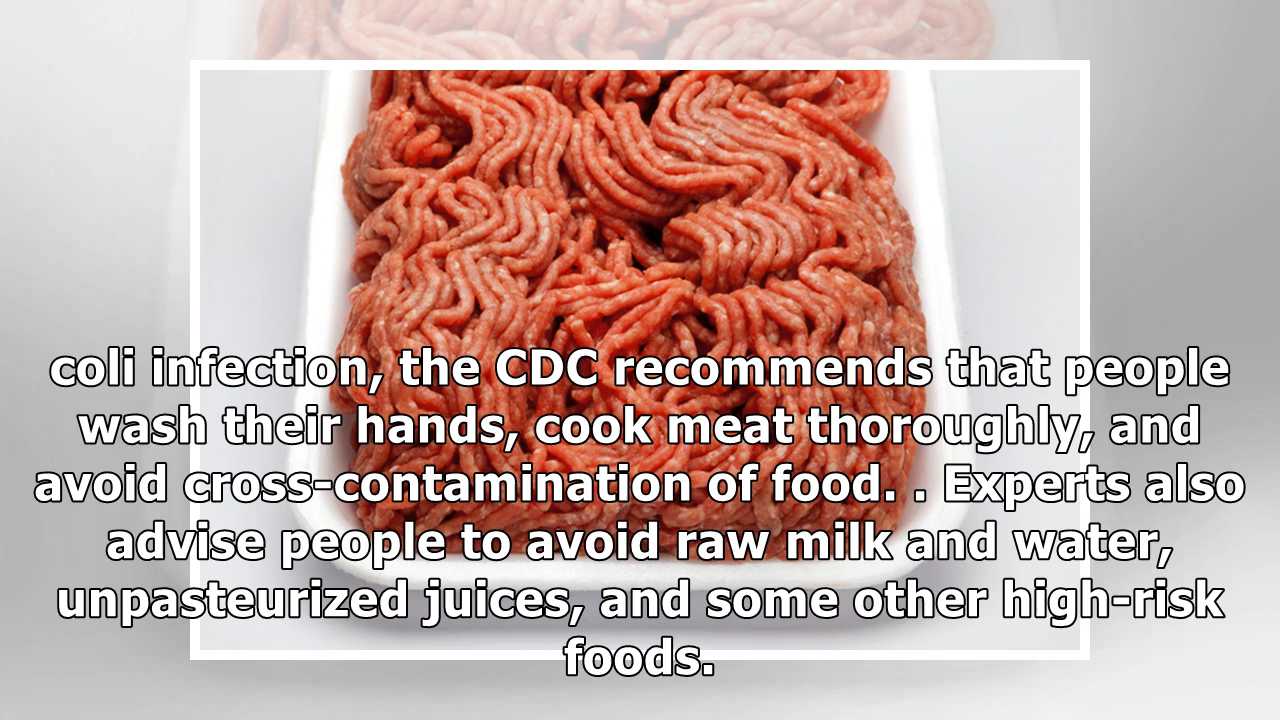 coli infection, the CDC recommends that people
wash their hands, cook meat thoroughly, and
avoid cross-contamination of food. . Experts also
advise people to avoid raw milk and water,
unpasteurized juices, and some other high-risk
foods.